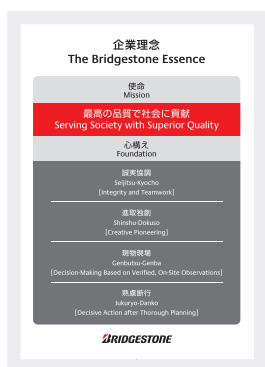 企業理念
The Bridgestone Essence
使命
Mission
最高の品質で社会に貢献
Serving Society with Superior Quality
心構え
Foundation
誠実協調
Seijitsu-Kyocho
[Integrity and Teamwork]
進取独創
Shinshu-Dokuso
[Creative Pioneering]
現物現場
Genbutsu-Genba
[Decision-Making Based on Verified, On-Site Observations]
熟慮断行
Jukuryo-Danko
[Decisive Action after Thorough Planning]
BRIDGESTONE